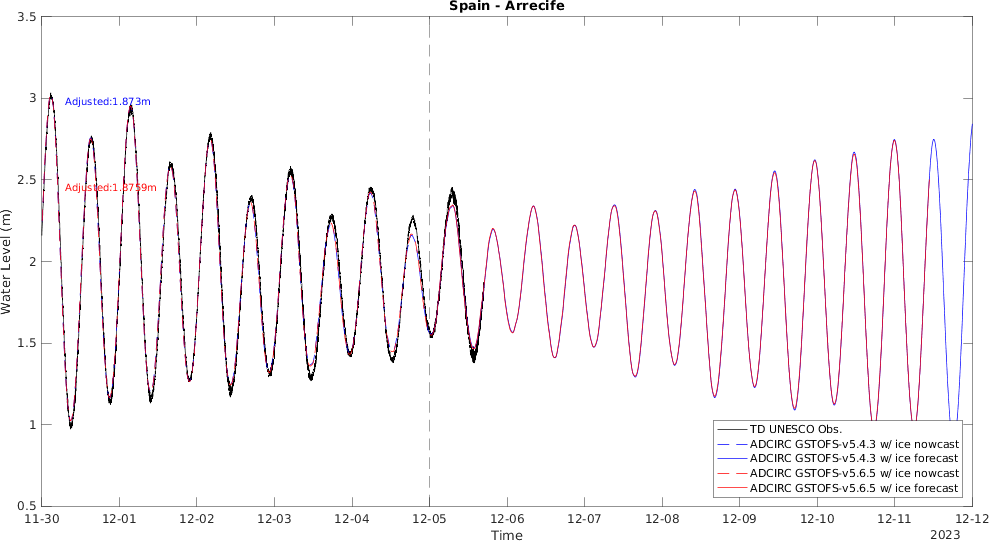 Spain - Arrecife
3.5
3
2.5
2
1.5
1
0.5
Water Level (m)
Adjusted:1.873m
Adjusted:1.8759m
TD UNESCO Obs.
ADCIRC GSTOFS-v5.4.3 w/ ice nowcast
ADCIRC GSTOFS-v5.4.3 w/ ice forecast
ADCIRC GSTOFS-v5.6.5 w/ ice nowcast
ADCIRC GSTOFS-v5.6.5 w/ ice forecast
11-30 12-01 12-02 12-03 12-04 12-05 12-06 12-07 12-08 12-09 12-10 12-11 12-12
Time
2023